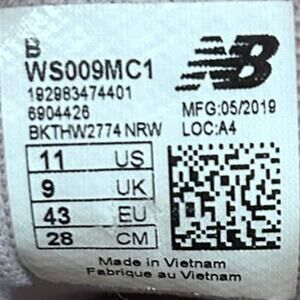 B
WS009MC1
192983474401
6904426
BKTHW2774 NRW
NB
MFG:05/2019
LOC:A4
11 US
9 UK
43 EU
28 CM
Made in Vietnam
Fabrique au Vietnam